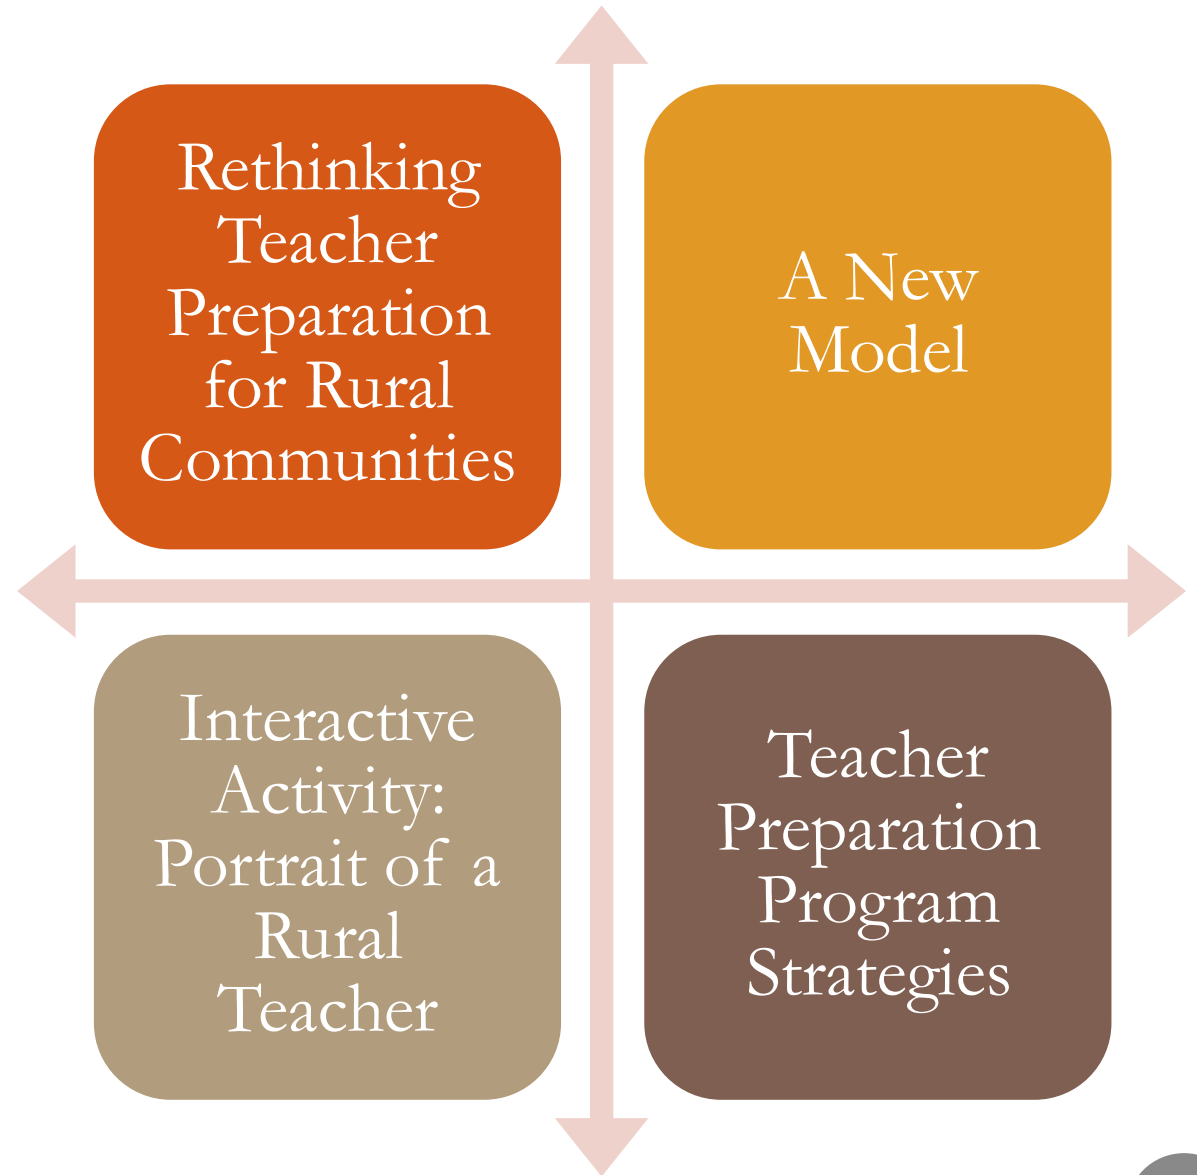 Rethinking
Teacher
Preparation
for Rural
Communities
A New
Model
Interactive
Activity:
Portrait of a
Rural
Teacher
Teacher
Preparation
Program
Strategies